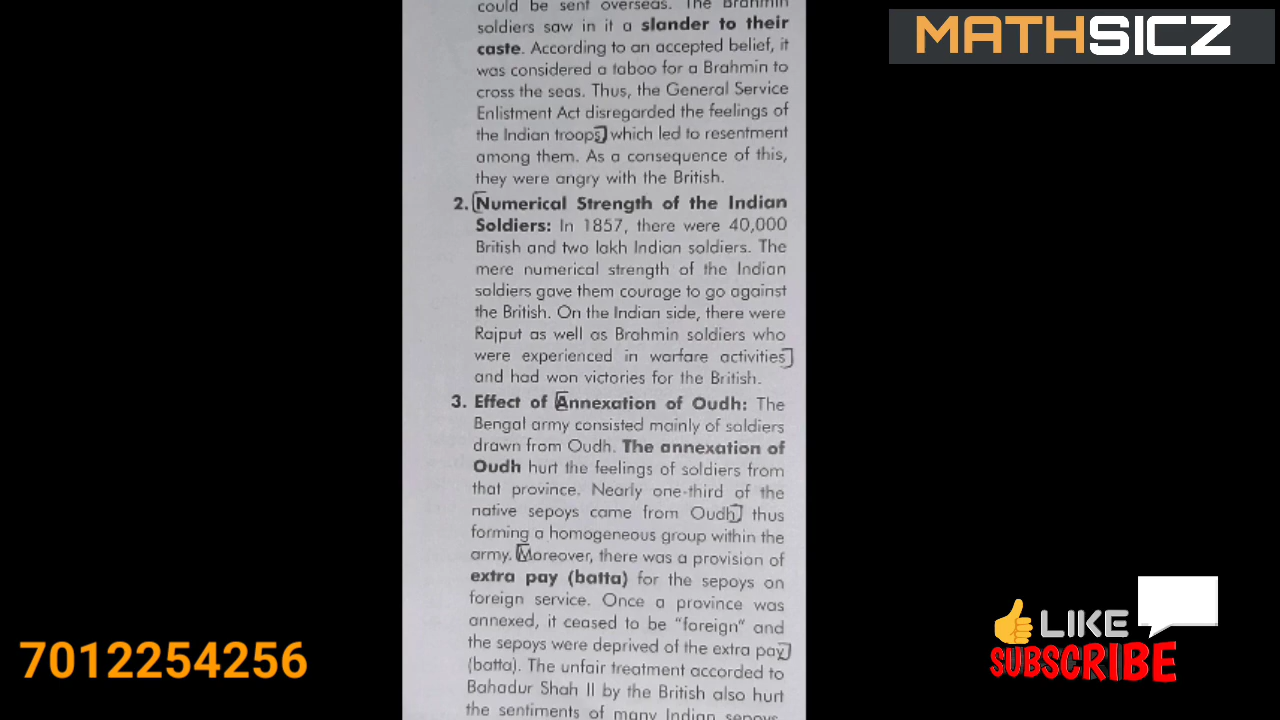 could be sent overseas. The Brahmin
soldiers saw in it a slander to their
caste. According to an accepted belief, it
was considered a taboo for a Brahmin to
cross the seas. Thus, the General Service
Enlistment Act disregarded the feelings of
the Indian troops, which led to resentment
among them. As a consequence of this,
they were angry with the British.
2. Numerical Strength of the Indian
Soldiers: In 1857, there were 40,000
British and two lakh Indian soldiers. The
mere numerical strength of the Indian
soldiers gave them courage to go against
the British. On the Indian side, there were
Rajput as well as Brahmin soldiers who
were experienced in warfare activities
and had won victories for the British.
3. Effect of Annexation of Oudh: The
Bengal army consisted mainly of soldiers
drawn from Oudh. The annexation of
Oudh hurt the feelings of soldiers from
that province. Nearly one-third of the
native sepoys came from Oudh, thus
forming a homogeneous group within the
army. Moreover, there was a provision of
extra pay (batta) for the sepoys on
foreign service. Once a province was
annexed, it ceased to be "foreign" and
the sepoys were deprived of the extra pay
(batta). The unfair treatment accorded to
Bahadur Shah II by the British also hurt
the sentiments of many Indian sepoys
MATHSICZ
7012254256
LIKE
SUBSCRIBE